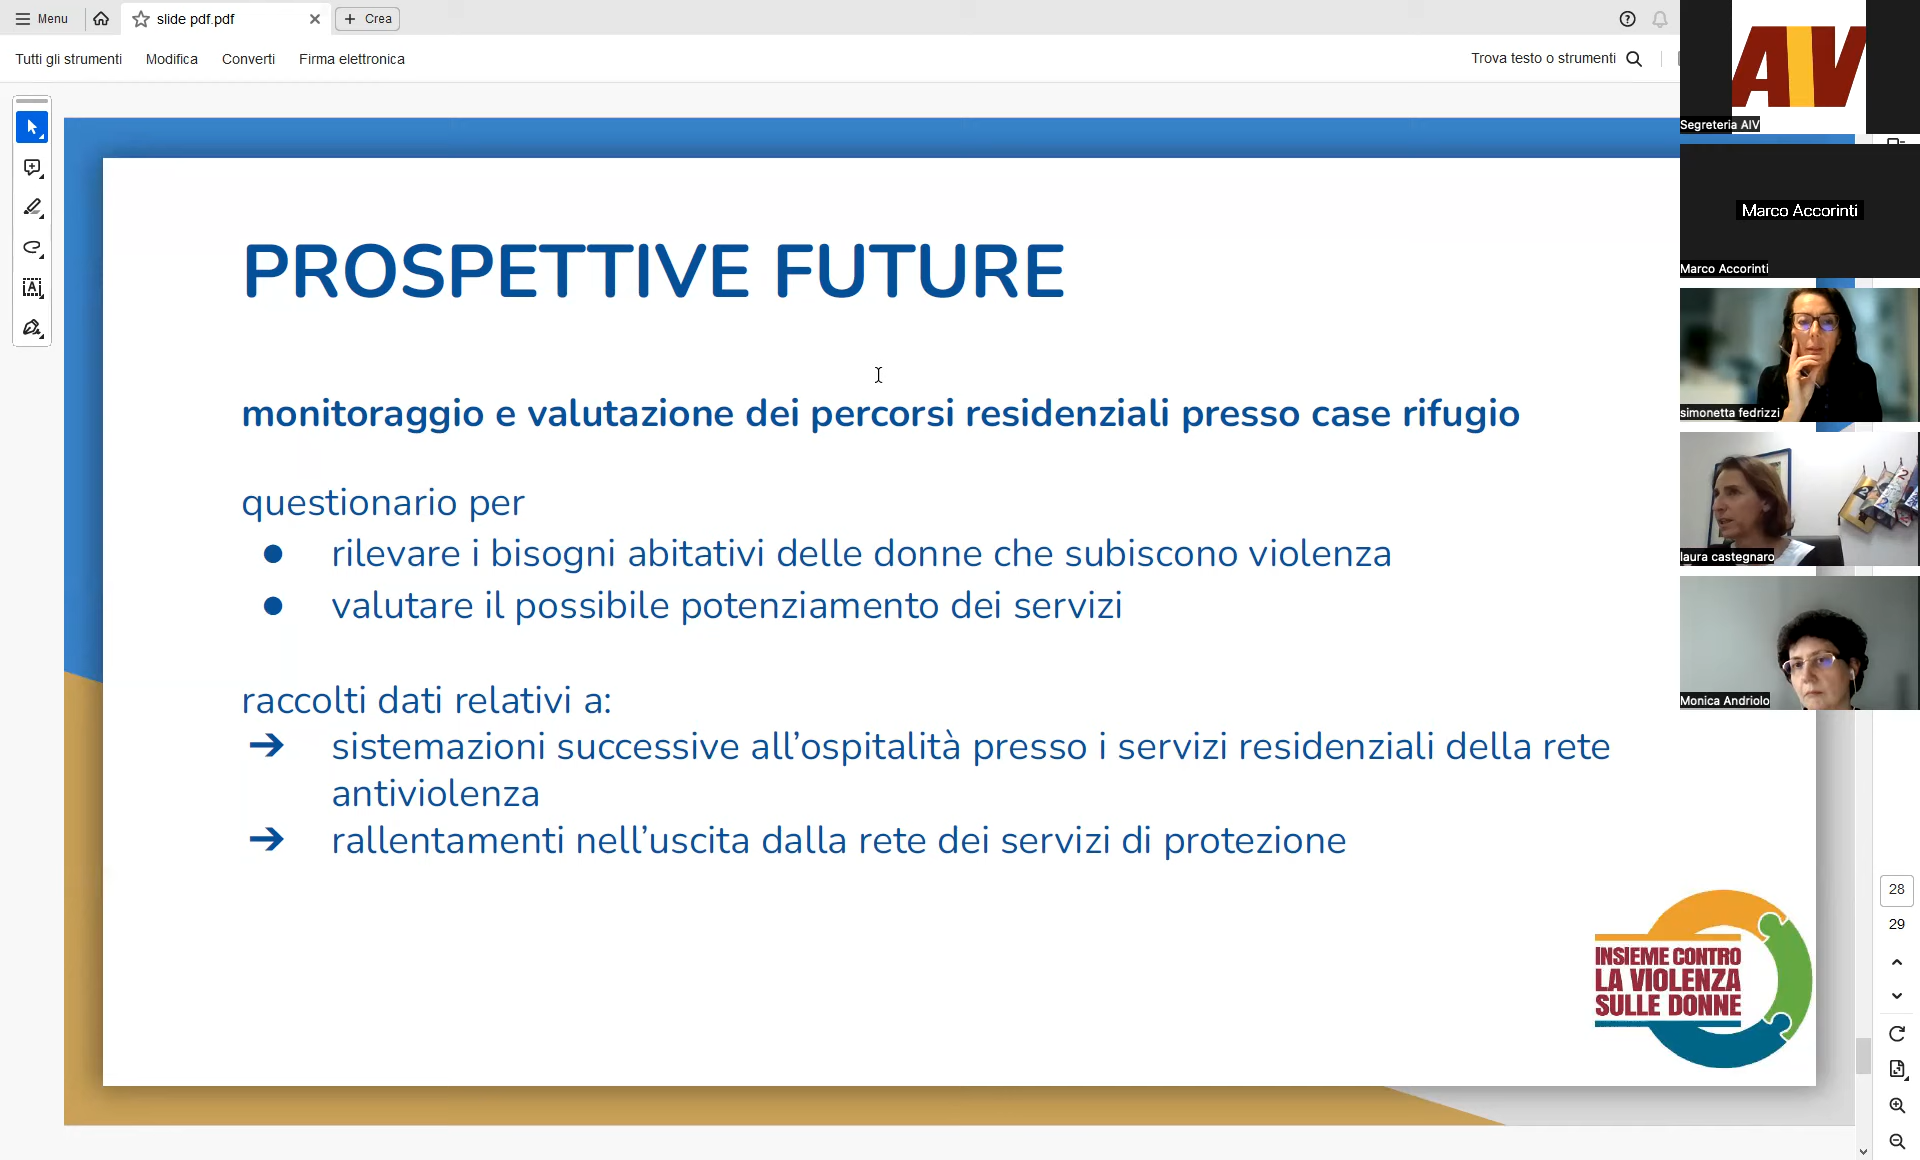 Menu
slide pdf.pdf
Crea
Tutti gli strumenti
Modifica
Converti
Firma elettronica
Trova testo o strumenti
PROSPETTIVE FUTURE
monitoraggio e valutazione dei percorsi residenziali presso case rifugio
questionario per
● rilevare i bisogni abitativi delle donne che subiscono violenza
● valutare il possibile potenziamento dei servizi
raccolti dati relativi a:
➔ sistemazioni successive all’ospitalità presso i servizi residenziali della rete
antiviolenza
➔ rallentamenti nell’uscita dalla rete dei servizi di protezione
INSIEME CONTRO
LA VIOLENZA
SULLE DONNE
AIV
Segreteria AIV
Marco Accorinti
Marco Accorinti
simonetta fedrizzi
laura castegnaro
Monica Andriolo
28
29